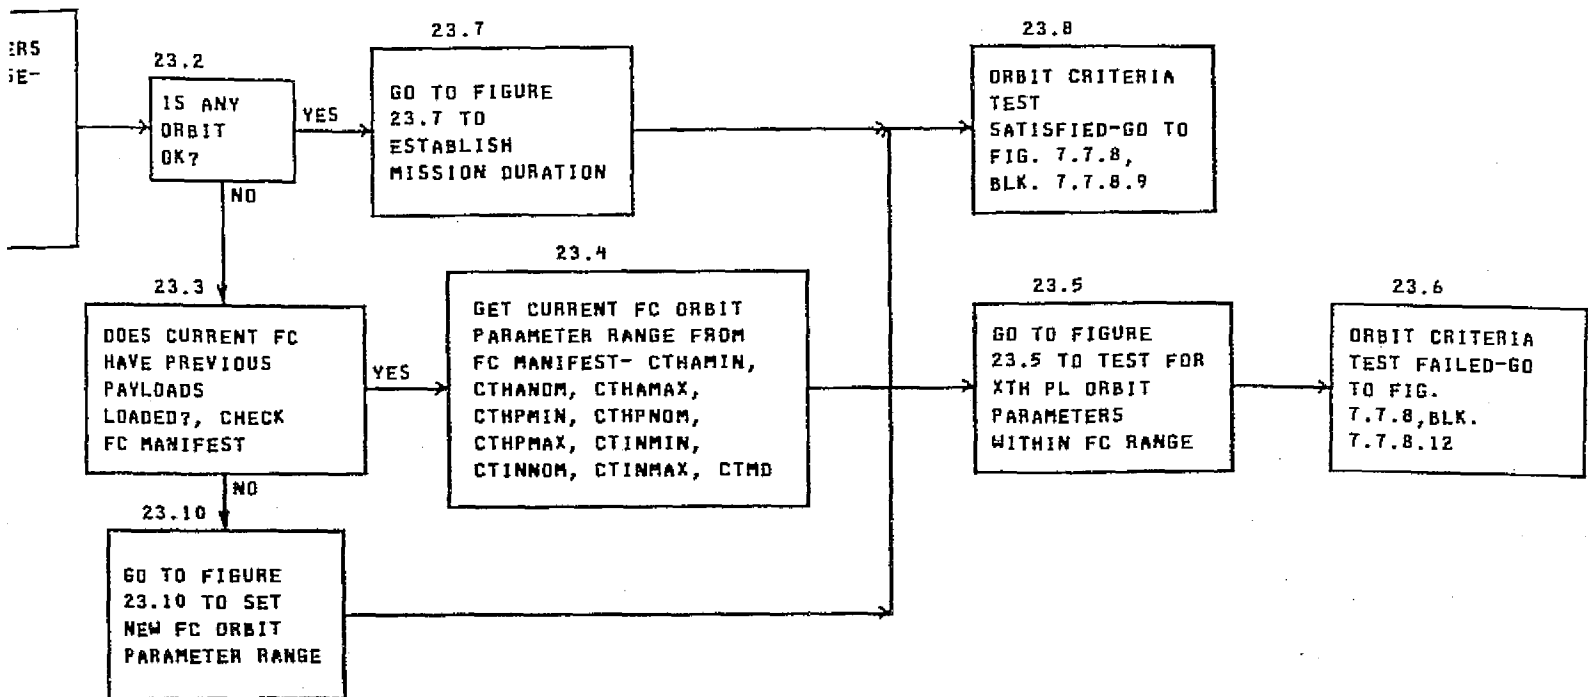 ERS
GE-
23.2
IS ANY
ORBIT
OK?
YES
NO
23.7
GO TO FIGURE
23.7 TO
ESTABLISH
MISSION DURATION
23.8
ORBIT CRITERIA
TEST
SATISFIED-GO TO
FIG. 7.7.8,
BLK. 7.7.8.9
23.3
DOES CURRENT FC
HAVE PREVIOUS
PAYLOADS
LOADED?, CHECK
FC MANIFEST
YES
NO
23.4
GET CURRENT FC ORBIT
PARAMETER RANGE FROM
FC MANIFEST- CTHAMIN,
CTHANOM, CTHAMAX,
CTHPMIN, CTHPNOM,
CTHPMAX, CTINMIN,
CTINNOM, CTINMAX, CTMD
23.5
GO TO FIGURE
23.5 TO TEST FOR
XTH PL ORBIT
PARAMETERS
WITHIN FC RANGE
23.6
ORBIT CRITERIA
TEST FAILED-GO
TO FIG.
7.7.8,BLK.
7.7.8.12
23.10
GO TO FIGURE
23.10 TO SET
NEW FC ORBIT
PARAMETER RANGE